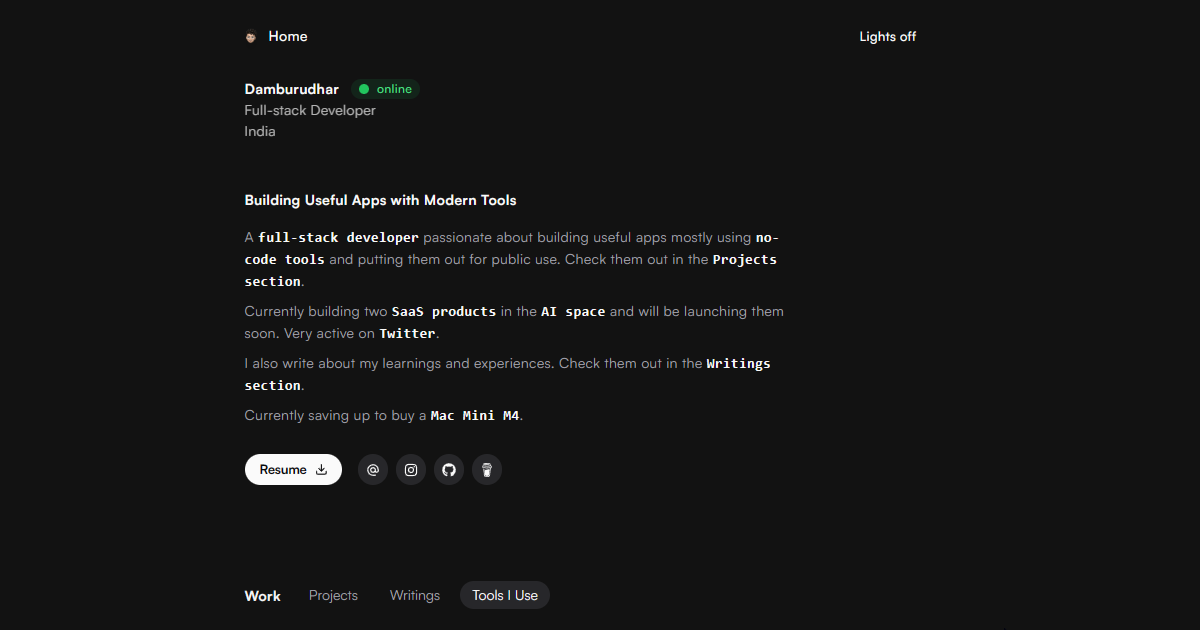 Home
Lights off
Damburudhar
online
Full-stack Developer
India
Building Useful Apps with Modern Tools
A full-stack developer passionate about building useful apps mostly using no-
code tools and putting them out for public use. Check them out in the Projects
section.
Currently building two SaaS products in the AI space and will be launching them
soon. Very active on Twitter.
I also write about my learnings and experiences. Check them out in the Writings
section.
Currently saving up to buy a Mac Mini M4.
Resume
Work
Projects
Writings
Tools I Use